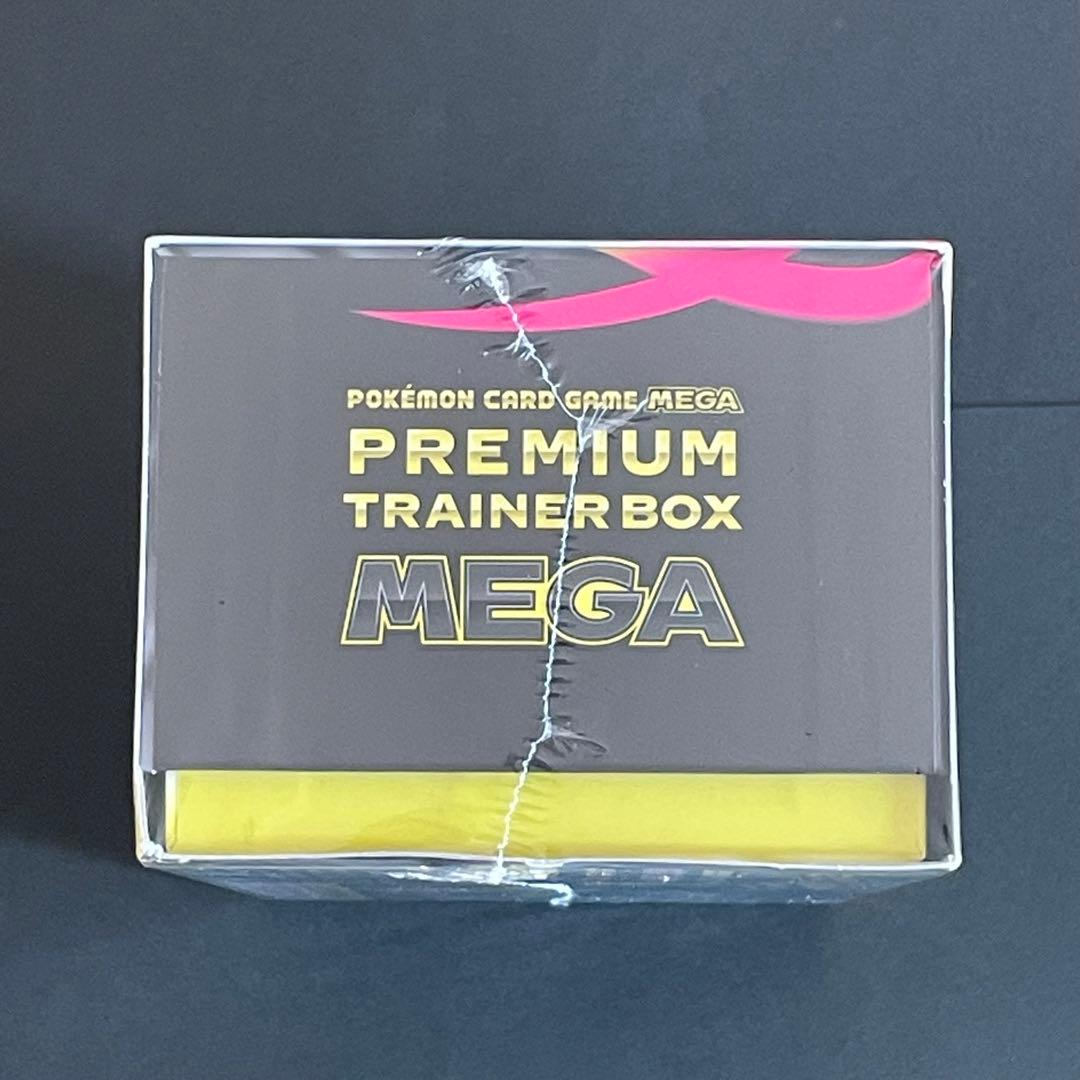 POKÉMON CARD GAME MEGA
PREMIUM
TRAINER BOX
MEGA